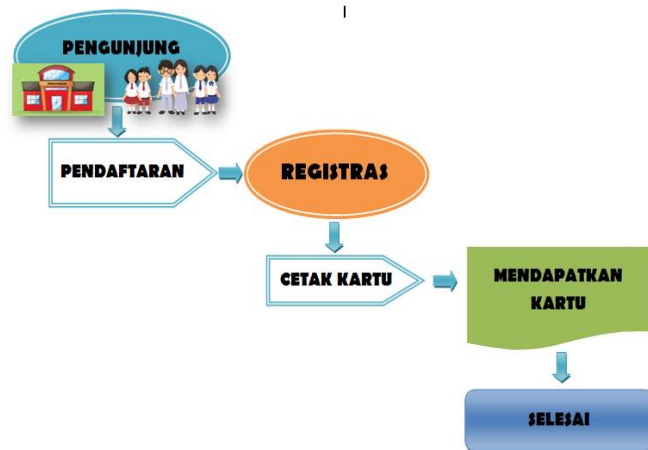 PENGUNJUNG
PENDAFTARAN
REGISTRAS
CETAK KARTU
MENDAPATKAN
KARTU
SELESAI